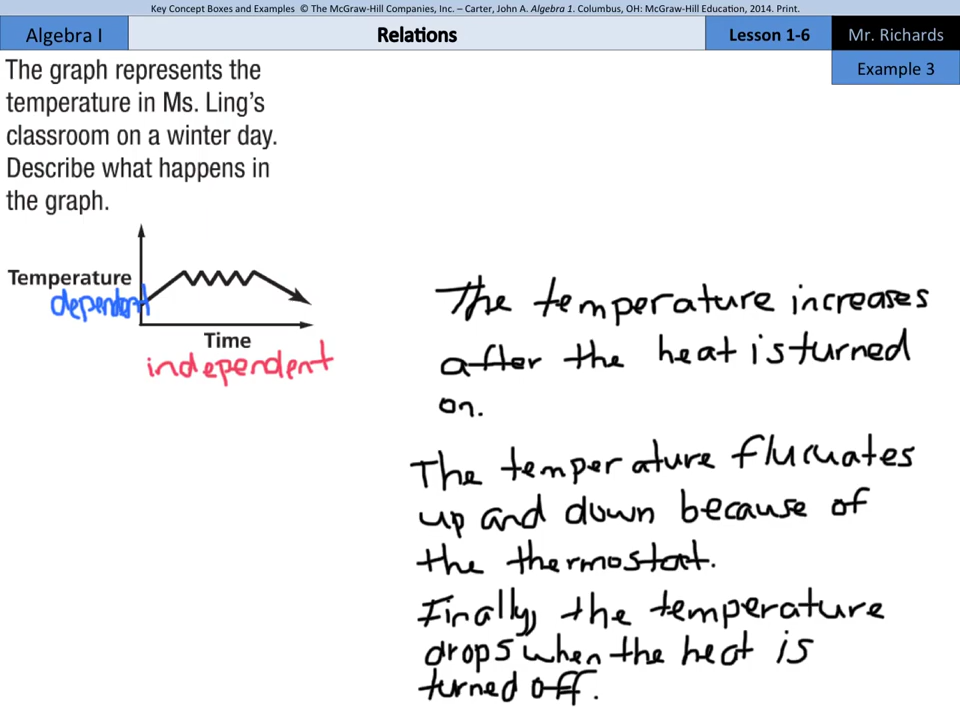 Key Concept Boxes and Examples © The McGraw-Hill Companies, Inc. – Carter, John A. Algebra 1. Columbus, OH: McGraw-Hill Education, 2014. Print.
Algebra I
Relations
Lesson 1-6
Mr. Richards
Example 3
The graph represents the
temperature in Ms. Ling's
classroom on a winter day.
Describe what happens in
the graph.
Temperature
dependent
Time
independent
The temperature increases
after the heat is turned
on.
The temperature flucuates
up and down because of
the thermostat.
Finally, the temperature
drops when the heat is
turned off.